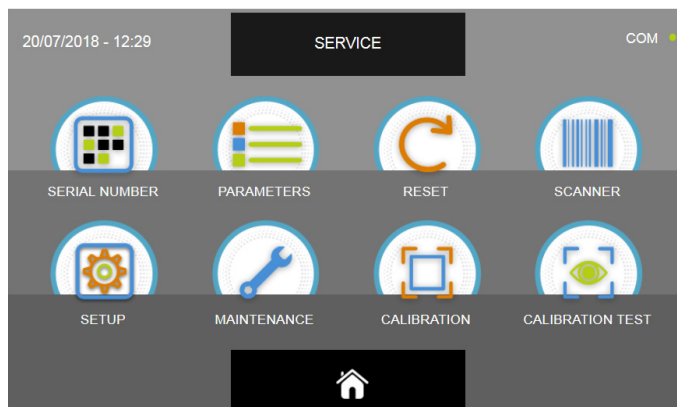 20/07/2018 - 12:29 SERVICE COM
SERIAL NUMBER PARAMETERS RESET SCANNER
SETUP MAINTENANCE CALIBRATION CALIBRATION TEST